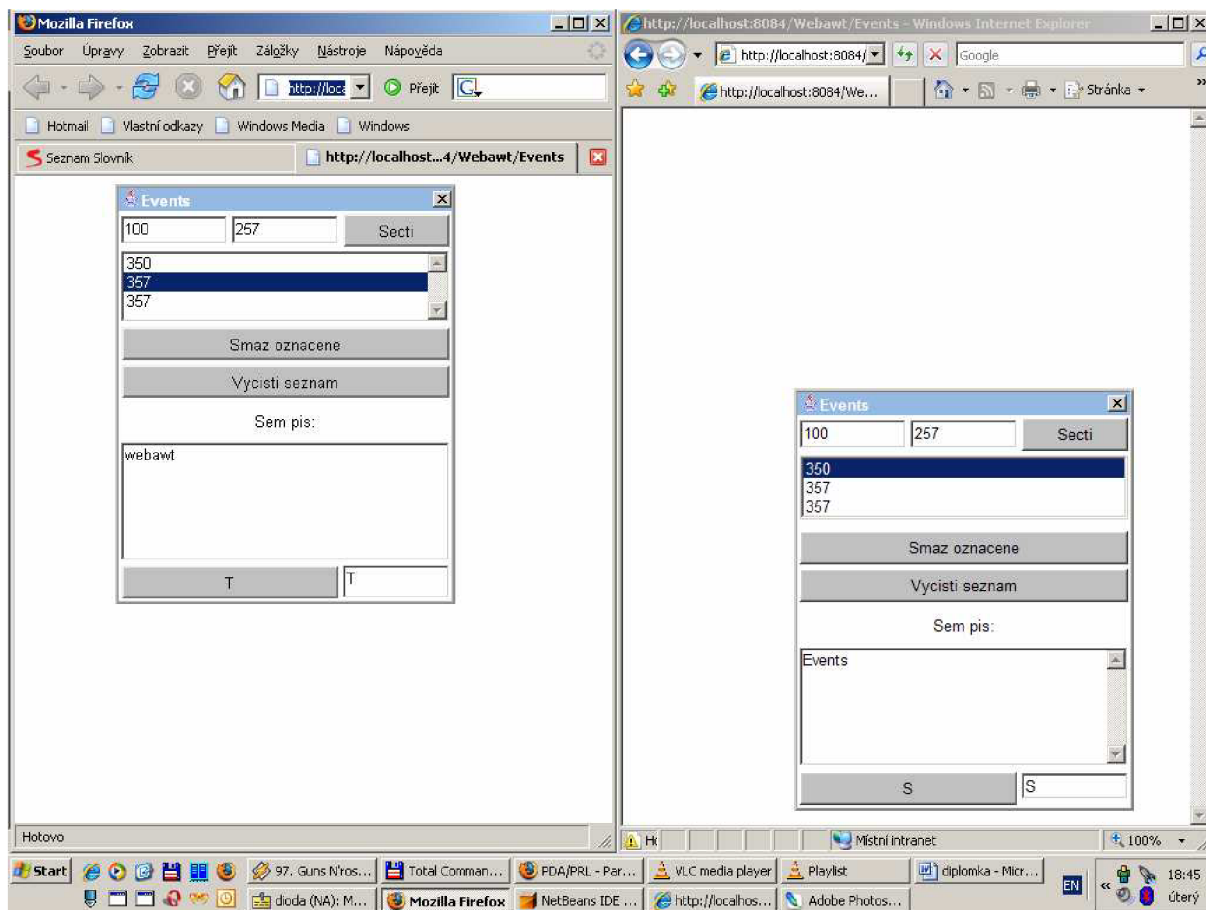 Mozilla Firefox
Soubor Úpravy Zobrazit Přejít Záložky Nástroje Nápověda
http://loca Přejít G
Hotmail Vlastní odkazy Windows Media Windows
S Seznam Slovník http://localhost...4/Webawt/Events
Events
100 257 Secti
350
357
357
Smaz oznacene
Vycisti seznam
Sem pis:
webawt
T T
Hotovo
http://localhost:8084/Webawt/Events - Windows Internet Explorer
http://localhost:8084/ Google
http://localhost:8084/We... Stránka
Events
100 257 Secti
350
357
357
Smaz oznacene
Vycisti seznam
Sem pis:
Events
S S
Místní intranet 100%
Start 97. Guns N'ros... Total Comman... PDA/PRL - Par... VLC media player Playlist diplomka - Micr... EN 18:45
dioda (NA): M... Mozilla Firefox NetBeans IDE ... http://localhos... Adobe Photos... úterý